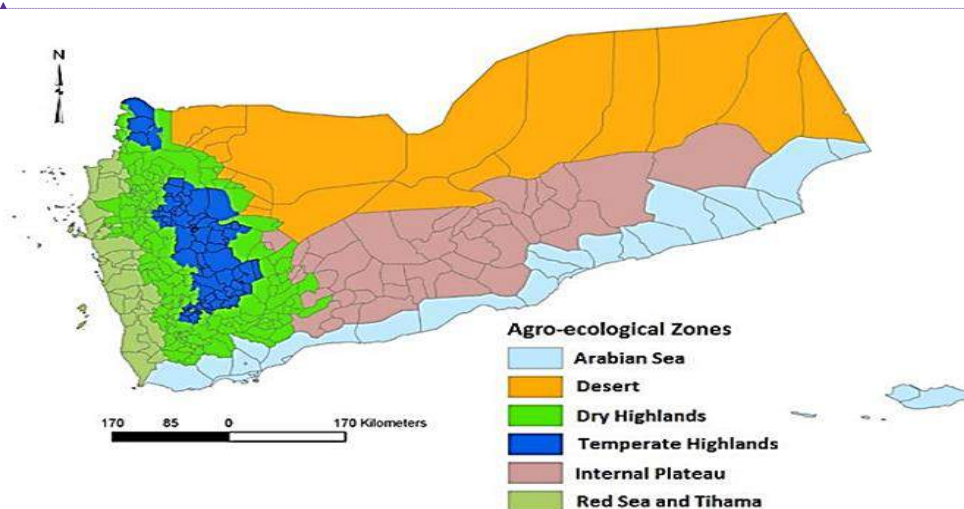 N
170 85 0 170 Kilometers
Agro-ecological Zones
Arabian Sea
Desert
Dry Highlands
Temperate Highlands
Internal Plateau
Red Sea and Tihama